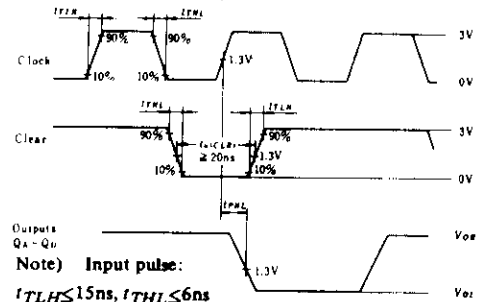 tTLH tTHL
90% 90% 3V
Clock 1.3V
10% 10% 0V
tTHL tTLH
90% tw(CLR) 90% 3V
Clear ≧20ns 1.3V
10% 10% 0V
tPHL
Outputs VOH
QA~QD
1.3V
VOL
Note) Input pulse:
tTLH≦15ns, tTHL≦6ns